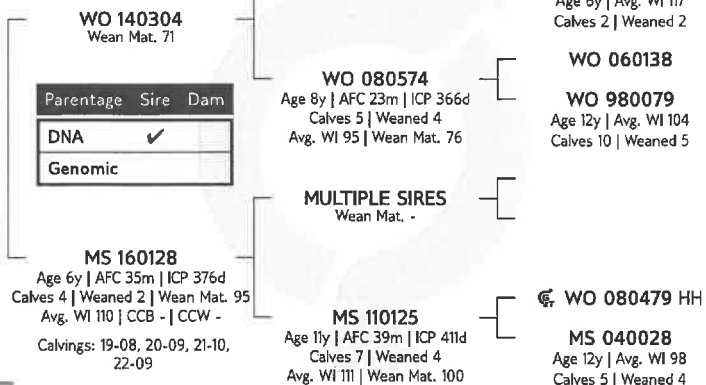 WO 140304
Wean Mat. 71
Parentage Sire Dam
DNA ✔
Genomic
MS 160128
Age 6y | AFC 35m | ICP 376d
Calves 4 | Weaned 2 | Wean Mat. 95
Avg. WI 110 | CCB - | CCW -
Calvings: 19-08, 20-09, 21-10,
22-09
WO 080574
Age 8y | AFC 23m | ICP 366d
Calves 5 | Weaned 4
Avg. WI 95 | Wean Mat. 76
MULTIPLE SIRES
Wean Mat. -
MS 110125
Age 11y | AFC 39m | ICP 411d
Calves 7 | Weaned 4
Avg. WI 111 | Wean Mat. 100
Age 6y | Avg. WI 117
Calves 2 | Weaned 2
WO 060138
WO 980079
Age 12y | Avg. WI 104
Calves 10 | Weaned 5
WO 080479 HH
MS 040028
Age 12y | Avg. WI 98
Calves 5 | Weaned 4